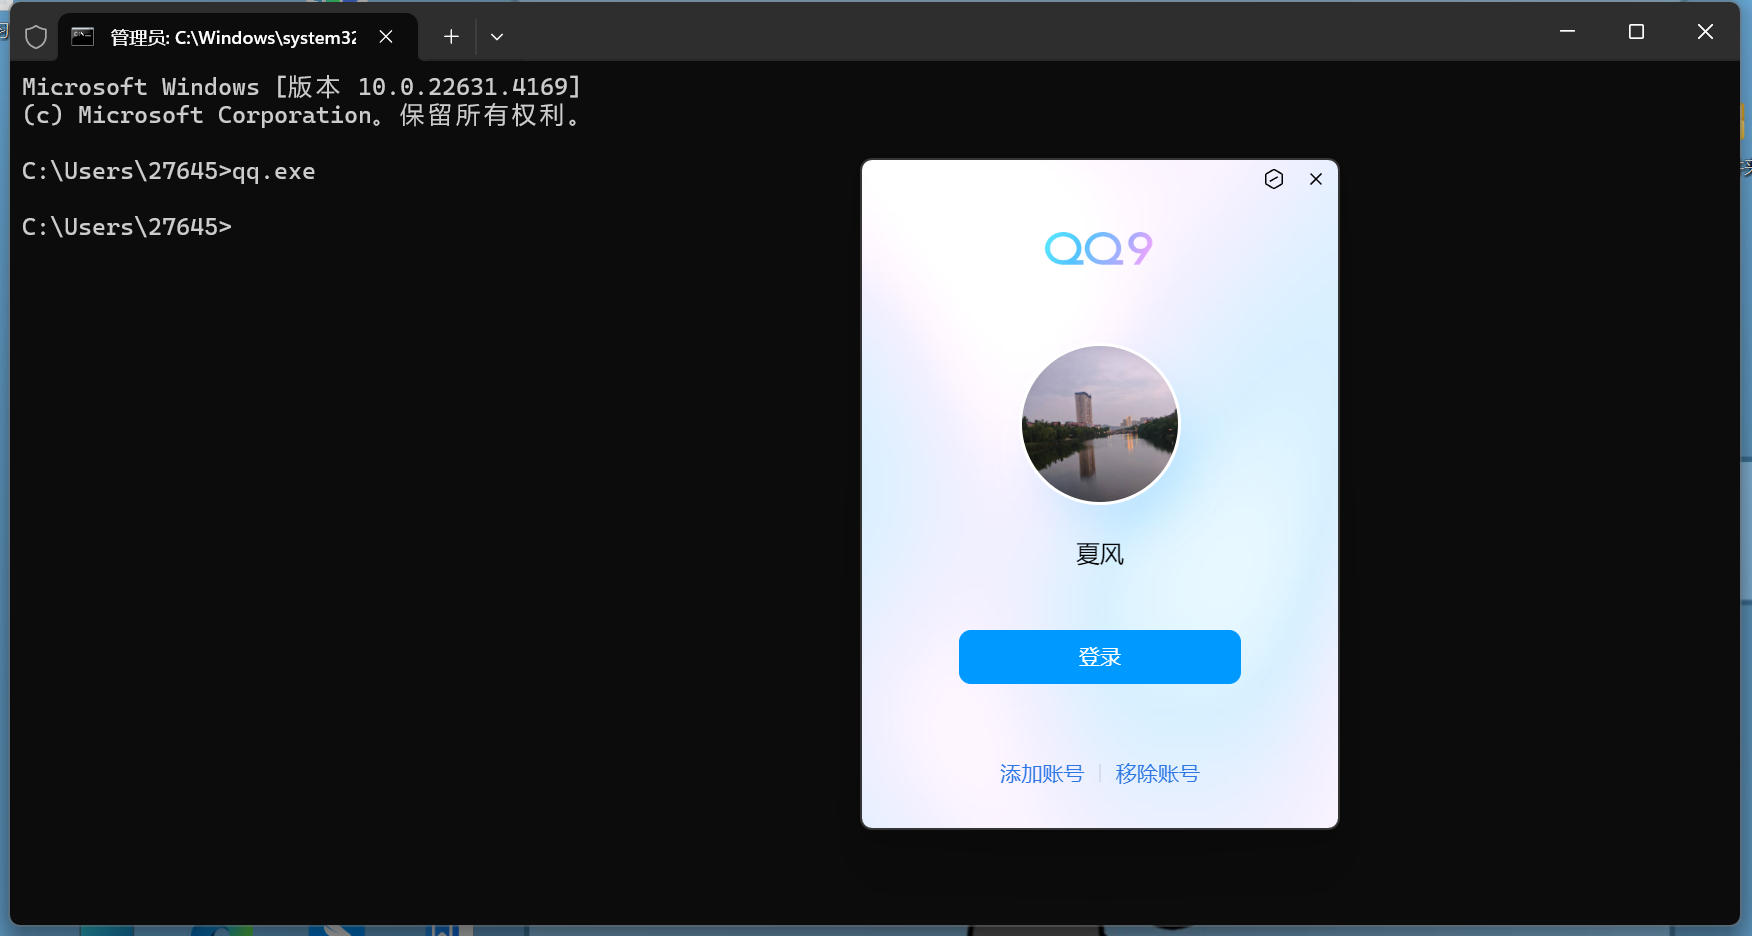 管理员: C:\Windows\system32
Microsoft Windows [版本 10.0.22631.4169]
(c) Microsoft Corporation。保留所有权利。
C:\Users\27645>qq.exe
C:\Users\27645>
QQ9
夏风
登录
添加账号 | 移除账号